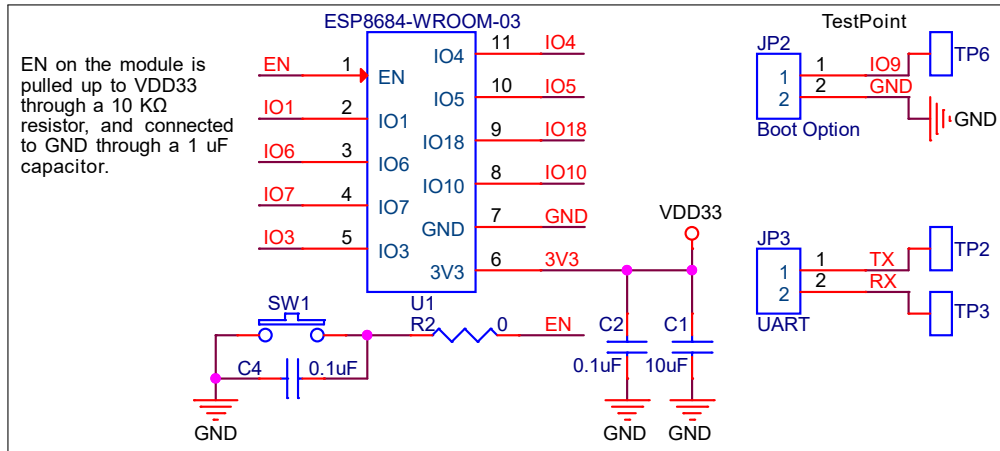 ESP8684-WROOM-03
TestPoint
EN on the module is
pulled up to VDD33
through a 10 KΩ
resistor, and connected
to GND through a 1 uF
capacitor.
EN 1 EN
IO1 2 IO1
IO6 3 IO6
IO7 4 IO7
IO3 5 IO3
IO4 11 IO4
IO5 10 IO5
IO18 9 IO18
IO10 8 IO10
GND 7 GND
3V3 6 3V3
U1
VDD33
JP2
1 1 IO9 TP6
2 2 GND GND
Boot Option
JP3
1 1 TX TP2
2 2 RX TP3
UART
SW1
R2 0 EN
C4 0.1uF
GND
C2 C1
0.1uF 10uF
GND GND